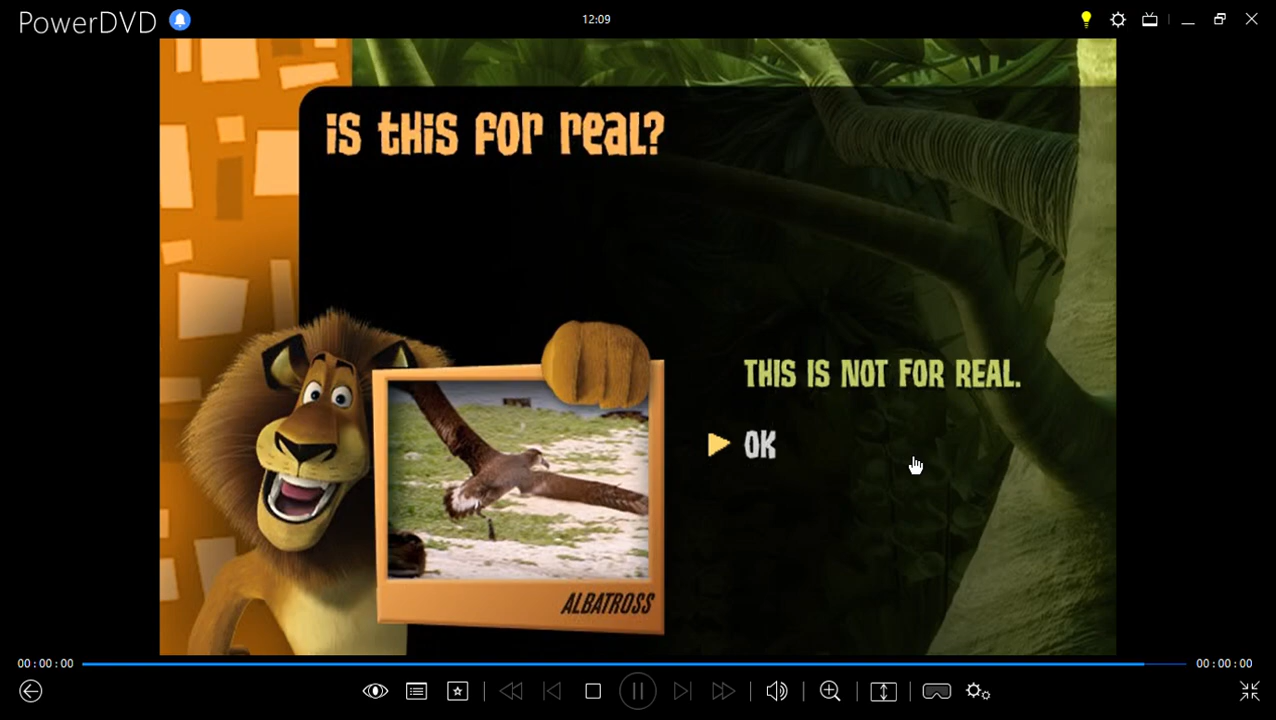 PowerDVD
12:09
is this for real?
THIS IS NOT FOR REAL.
OK
ALBATROSS
00:00:00
00:00:00